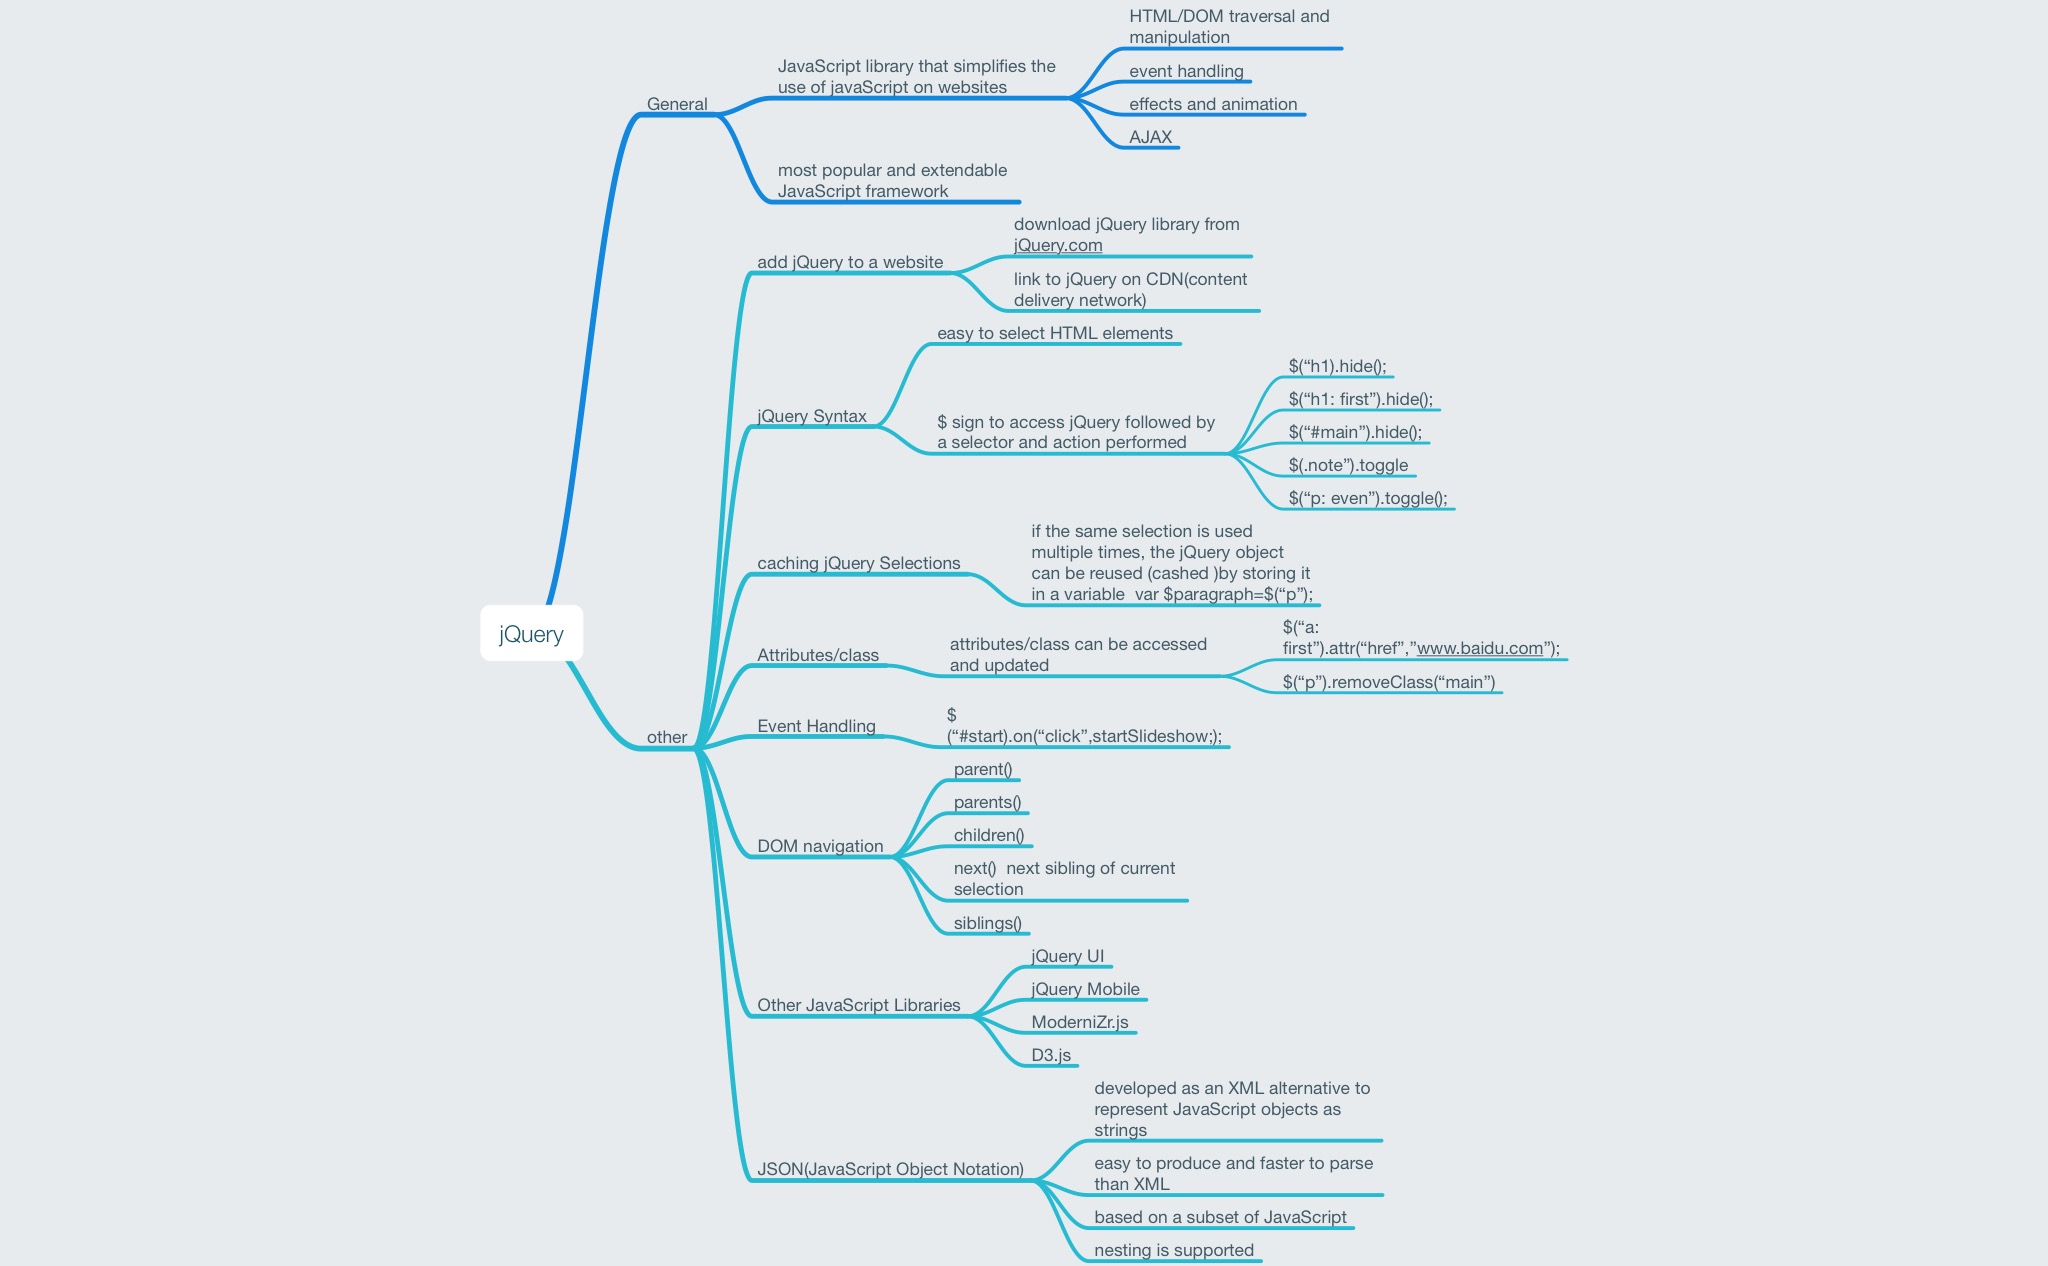 HTML/DOM traversal and
manipulation
JavaScript library that simplifies the
use of javaScript on websites
event handling
General
effects and animation
AJAX
most popular and extendable
JavaScript framework
download jQuery library from
jQuery.com
add jQuery to a website
link to jQuery on CDN(content
delivery network)
easy to select HTML elements
jQuery Syntax
$ sign to access jQuery followed by
a selector and action performed
$(“h1).hide();
$(“h1: first”).hide();
$(“#main”).hide();
$(.note”).toggle
$(“p: even”).toggle();
caching jQuery Selections
if the same selection is used
multiple times, the jQuery object
can be reused (cashed )by storing it
in a variable  var $paragraph=$(“p”);
jQuery
Attributes/class
attributes/class can be accessed
and updated
$(“a:
first”).attr(“href”,”www.baidu.com”);
$(“p”).removeClass(“main”)
other
Event Handling
$
(“#start).on(“click”,startSlideshow;);
DOM navigation
parent()
parents()
children()
next()  next sibling of current
selection
siblings()
Other JavaScript Libraries
jQuery UI
jQuery Mobile
ModerniZr.js
D3.js
JSON(JavaScript Object Notation)
developed as an XML alternative to
represent JavaScript objects as
strings
easy to produce and faster to parse
than XML
based on a subset of JavaScript
nesting is supported